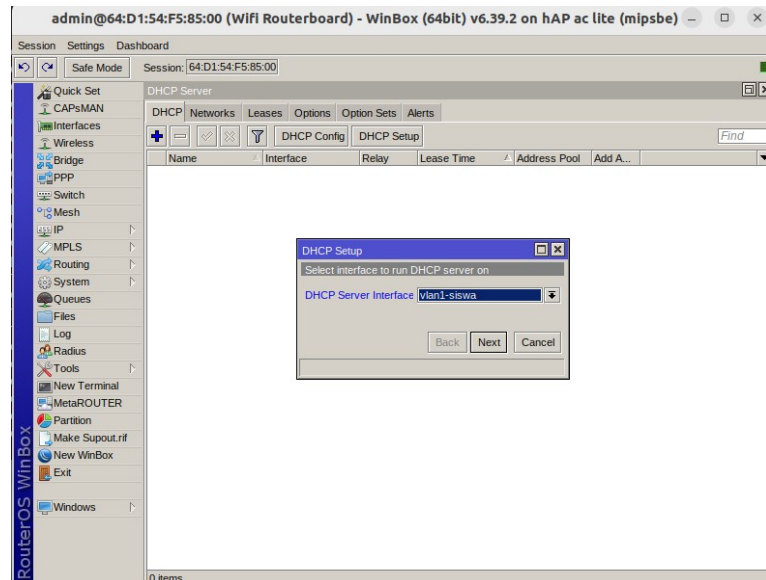 admin@64:D1:54:F5:85:00 (Wifi Routerboard) - WinBox (64bit) v6.39.2 on hAP ac lite (mipsbe)
Session Settings Dashboard
Safe Mode Session: 64:D1:54:F5:85:00
Quick Set
CAPsMAN
Interfaces
Wireless
Bridge
PPP
Switch
Mesh
IP
MPLS
Routing
System
Queues
Files
Log
Radius
Tools
New Terminal
MetaROUTER
Partition
Make Supout.rif
New WinBox
Exit
Windows
RouterOS WinBox
DHCP Server
DHCP Networks Leases Options Option Sets Alerts
DHCP Config DHCP Setup Find
Name Interface Relay Lease Time Address Pool Add A...
DHCP Setup
Select interface to run DHCP server on
DHCP Server Interface vlan1-siswa
Back Next Cancel
0 items